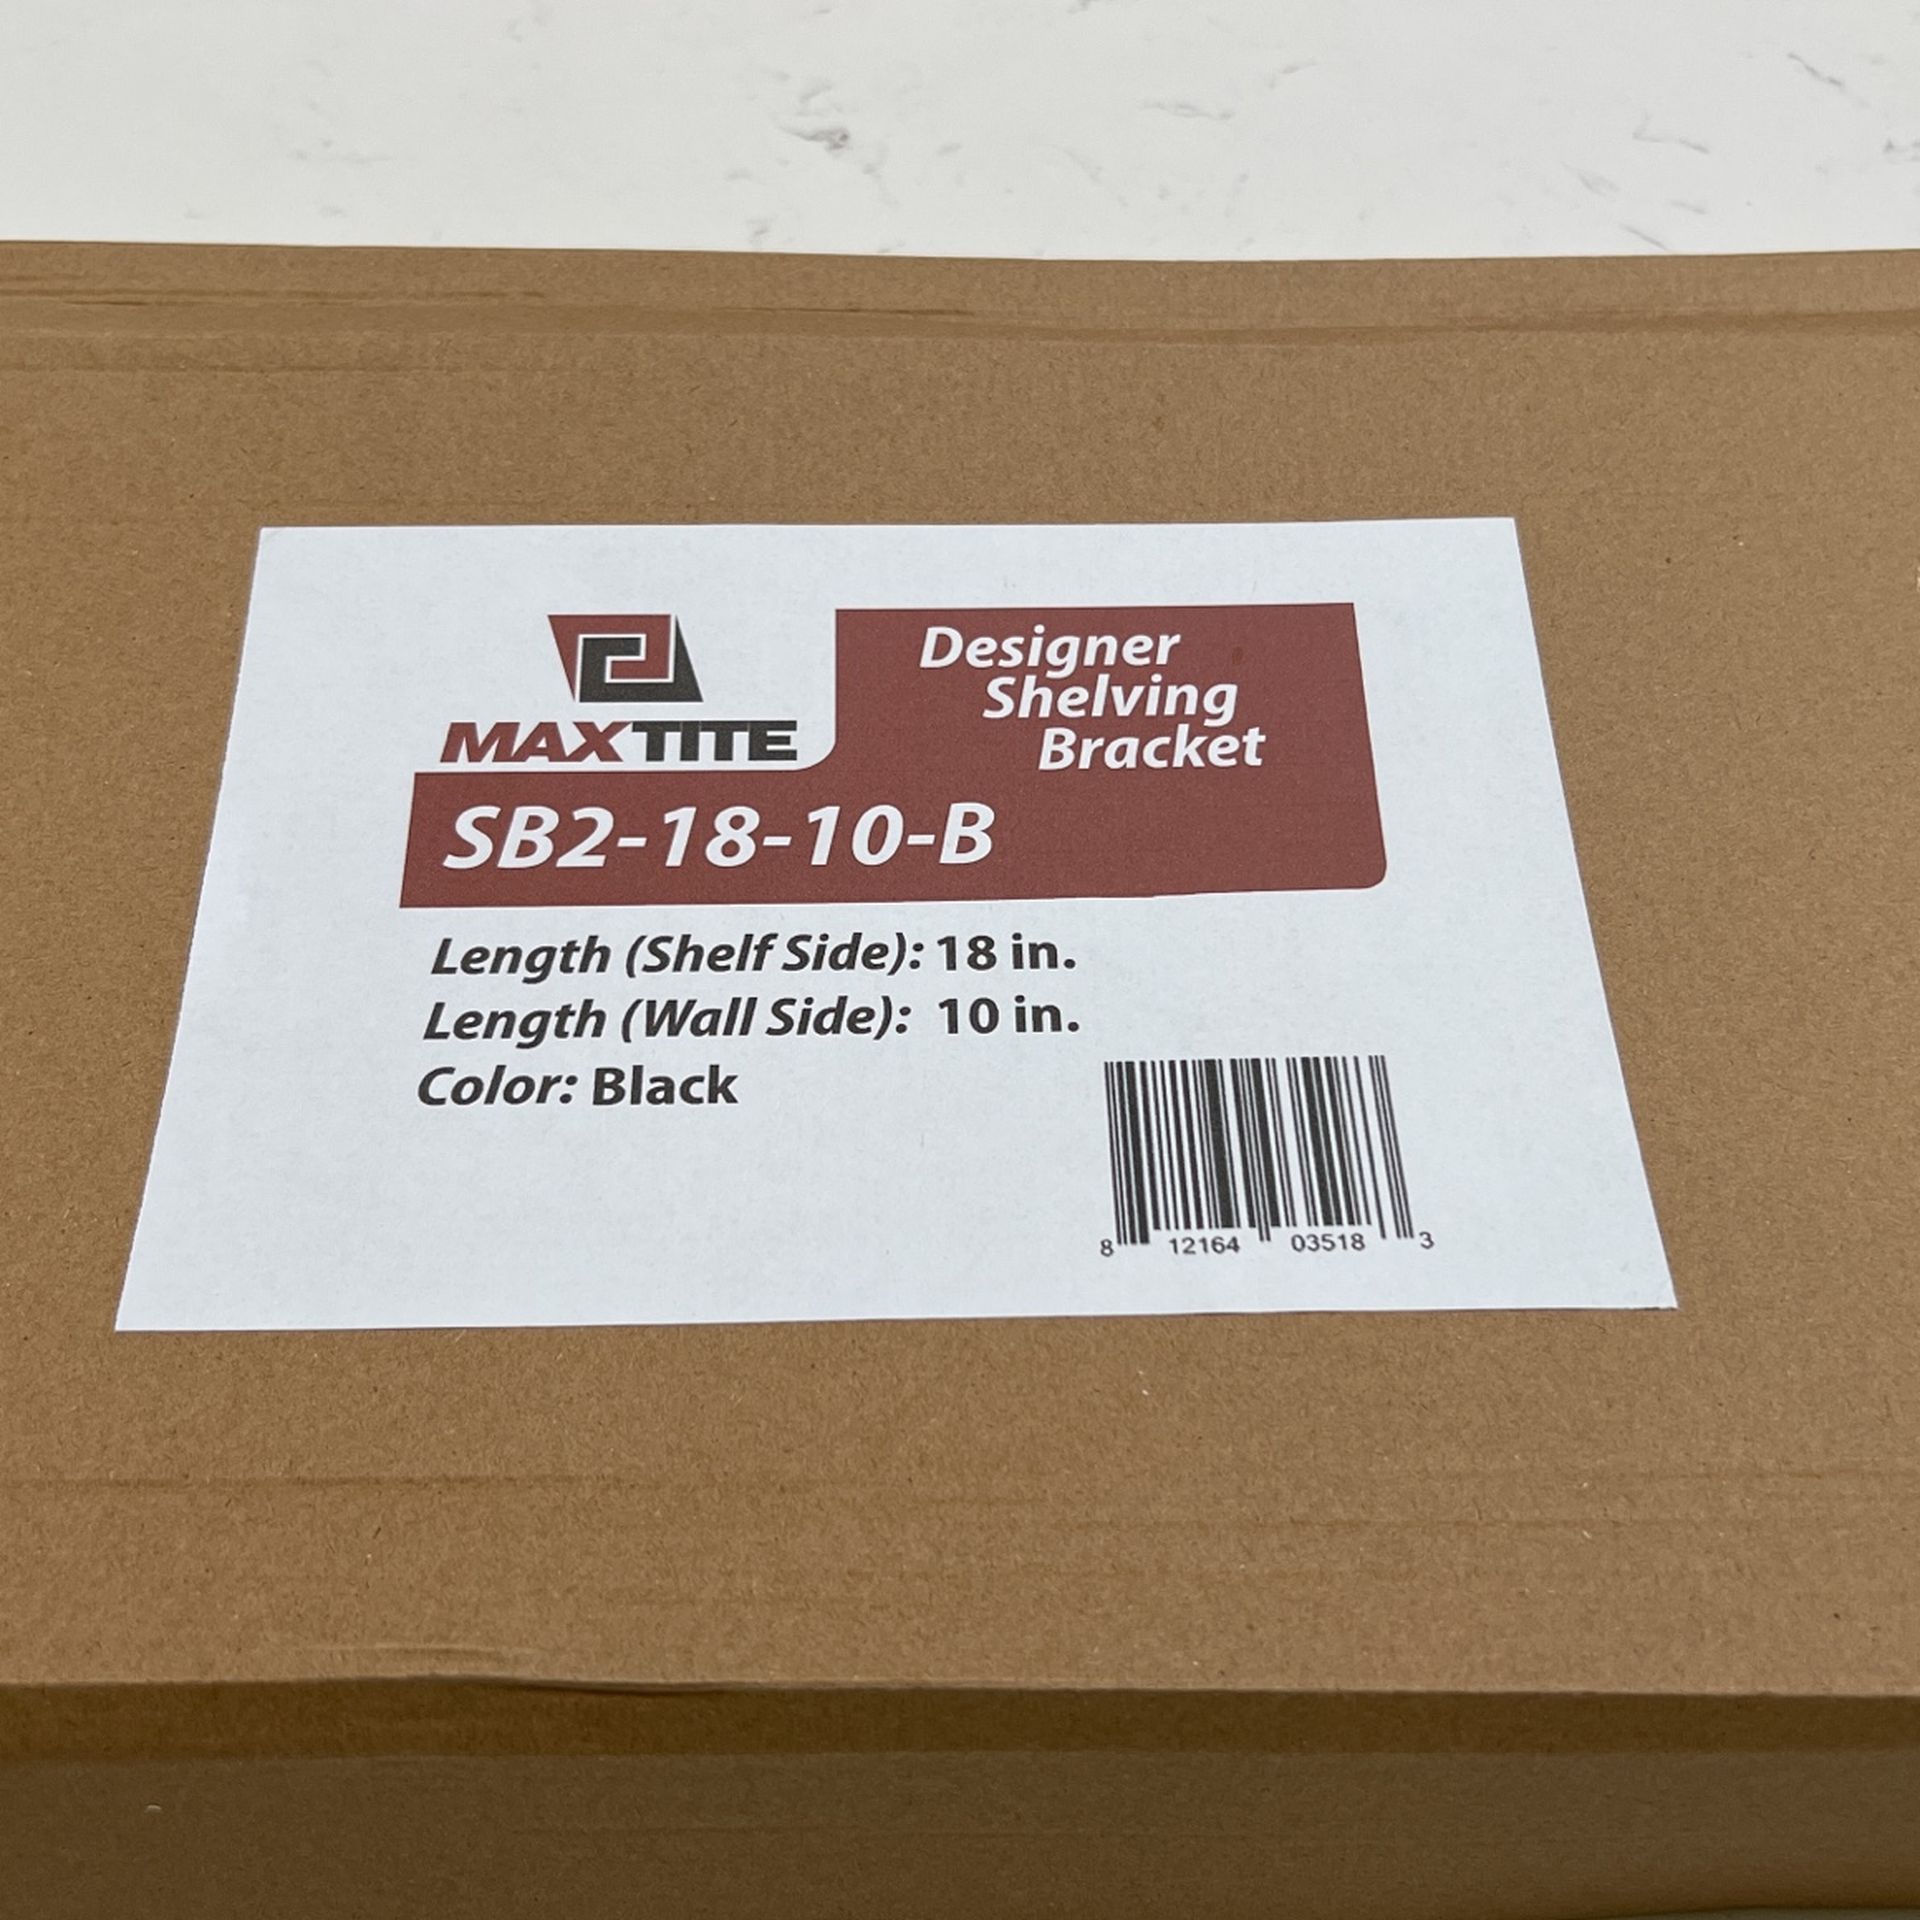 MAXTITE
Designer
Shelving
Bracket
SB2-18-10-B
Length (Shelf Side): 18 in.
Length (Wall Side): 10 in.
Color: Black
8 12164 03518 3